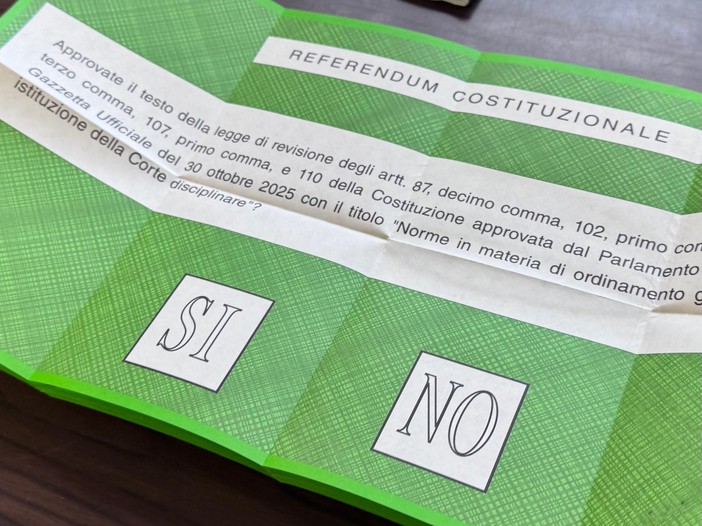 REFERENDUM COSTITUZIONALE
Approvate il testo della legge di revisione degli artt. 87, decimo comma, 102, primo
terzo comma, 107, primo comma, e 110 della Costituzione approvata dal Parlamento
Gazzetta Ufficiale del 30 ottobre 2025 con il titolo "Norme in materia di ordinamento
istituzione della Corte disciplinare"?
SI
NO